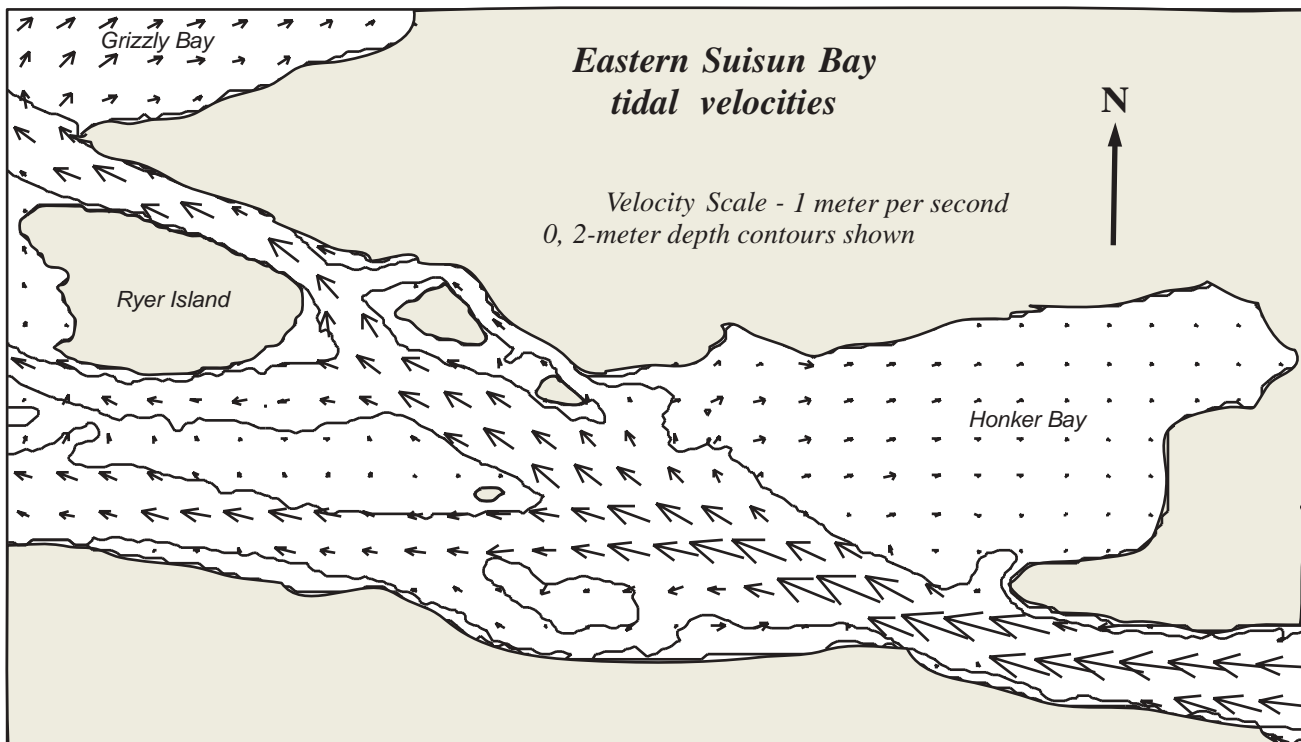 Grizzly Bay
Eastern Suisun Bay
tidal velocities
N
Velocity Scale - 1 meter per second
0, 2-meter depth contours shown
Ryer Island
Honker Bay